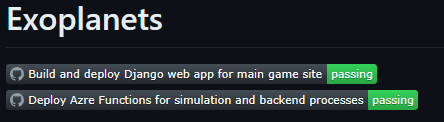 Exoplanets
Build and deploy Django web app for main game site passing
Deploy Azre Functions for simulation and backend processes passing